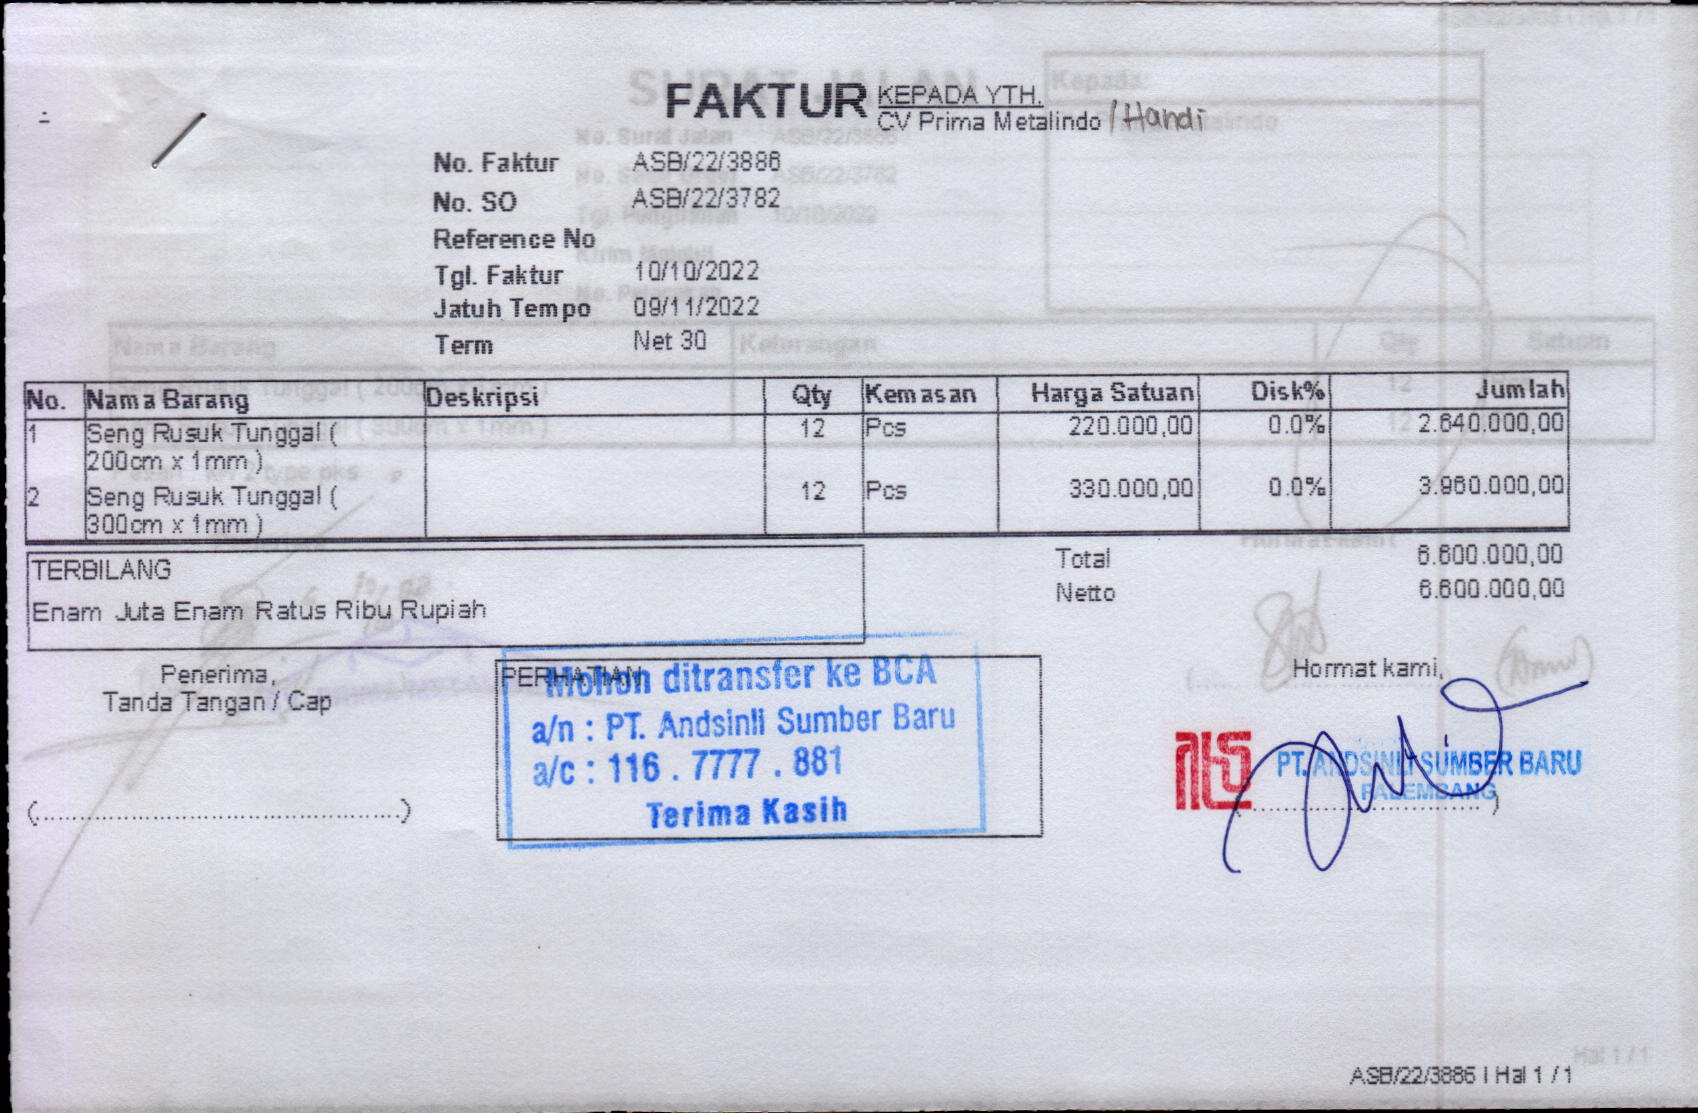 FAKTUR
KEPADA YTH.
CV Prima Metalindo / Handi
No. Faktur ASB/22/3886
No. SO ASB/22/3782
Reference No
Tgl. Faktur 10/10/2022
Jatuh Tempo 09/11/2022
Term Net 30
No. Nama Barang Deskripsi Qty Kemasan Harga Satuan Disk% Jumlah
1 Seng Rusuk Tunggal ( 12 Pcs 220.000,00 0.0% 2.640.000,00
200cm x 1mm )
2 Seng Rusuk Tunggal ( 12 Pcs 330.000,00 0.0% 3.960.000,00
300cm x 1mm )
Total 6.600.000,00
Netto 6.600.000,00
TERBILANG
Enam Juta Enam Ratus Ribu Rupiah
Penerima,
Tanda Tangan / Cap
(...............................................)
PERHATIAN
Mohon ditransfer ke BCA
a/n : PT. Andsinli Sumber Baru
a/c : 116 . 7777 . 881
Terima Kasih
Hormat kami,
PT. ANDSINLI SUMBER BARU
PALEMBANG
ASB/22/3886 | Hal 1 / 1